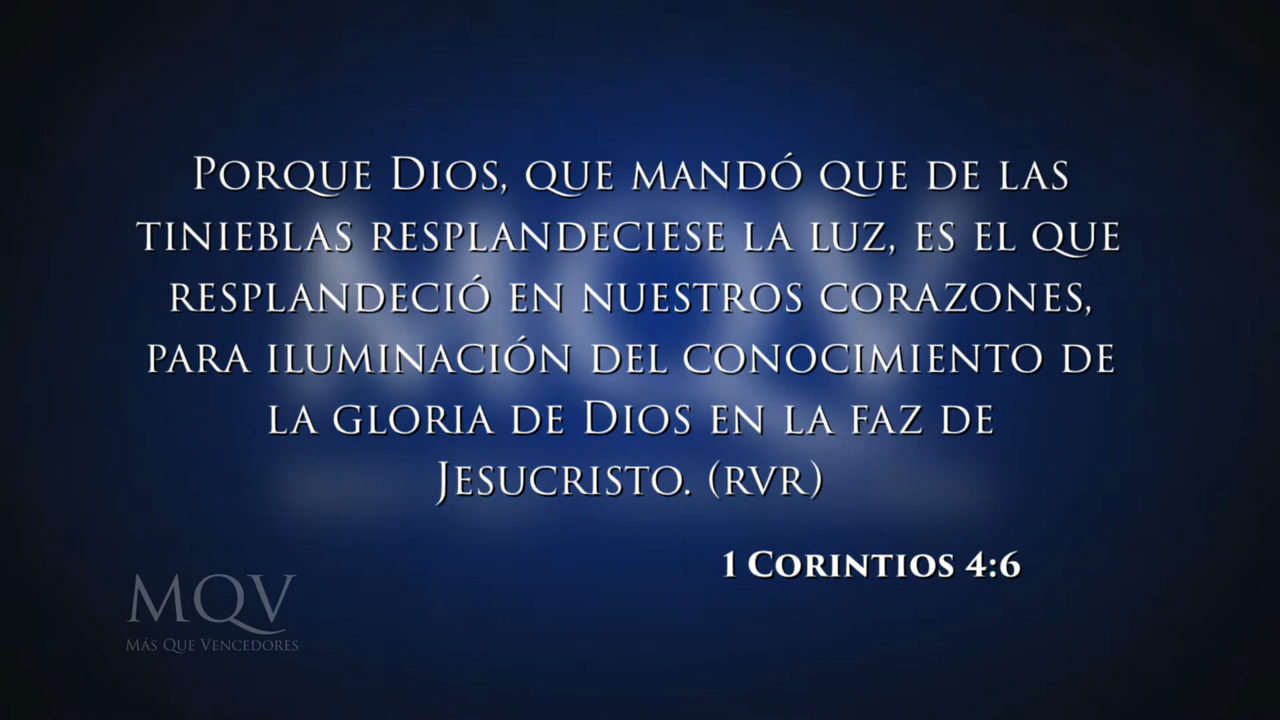 Porque Dios, que mandó que de las
tinieblas resplandeciese la luz, es el que
resplandeció en nuestros corazones,
para iluminación del conocimiento de
la gloria de Dios en la faz de
Jesucristo. (rvr)
1 Corintios 4:6
MQV
Más Que Vencedores